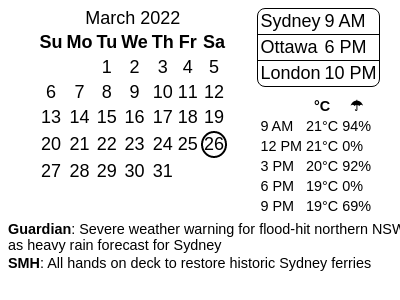 March 2022
Su Mo Tu We Th Fr Sa
1 2 3 4 5
6 7 8 9 10 11 12
13 14 15 16 17 18 19
20 21 22 23 24 25 26
27 28 29 30 31
Sydney 9 AM
Ottawa 6 PM
London 10 PM
°C ☂
9 AM 21°C 94%
12 PM 21°C 0%
3 PM 20°C 92%
6 PM 19°C 0%
9 PM 19°C 69%
Guardian: Severe weather warning for flood-hit northern NSW
as heavy rain forecast for Sydney
SMH: All hands on deck to restore historic Sydney ferries